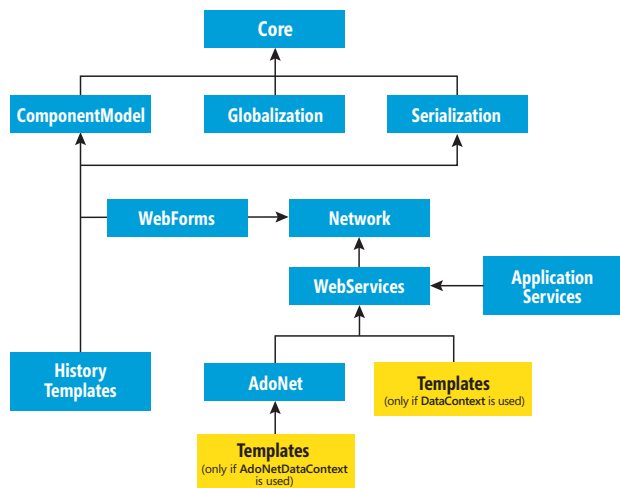 Core
ComponentModel
Globalization
Serialization
WebForms
Network
WebServices
Application
Services
History
Templates
AdoNet
Templates
(only if DataContext is used)
Templates
(only if AdoNetDataContext
is used)